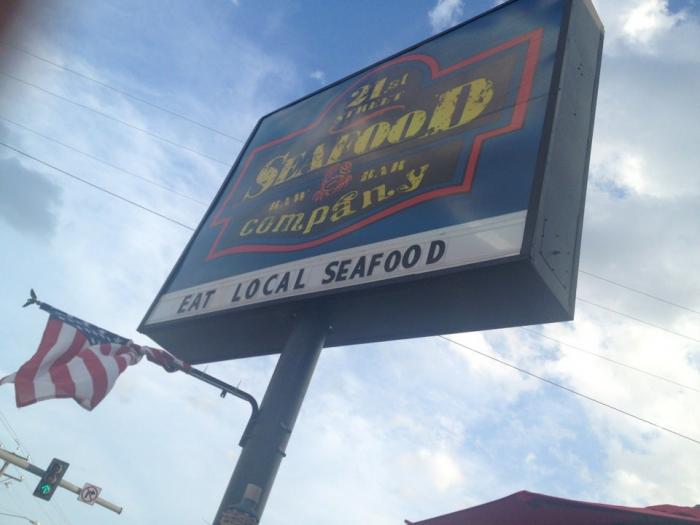 21st
STREET
SEAFOOD
RAW BAR
company
EAT LOCAL SEAFOOD